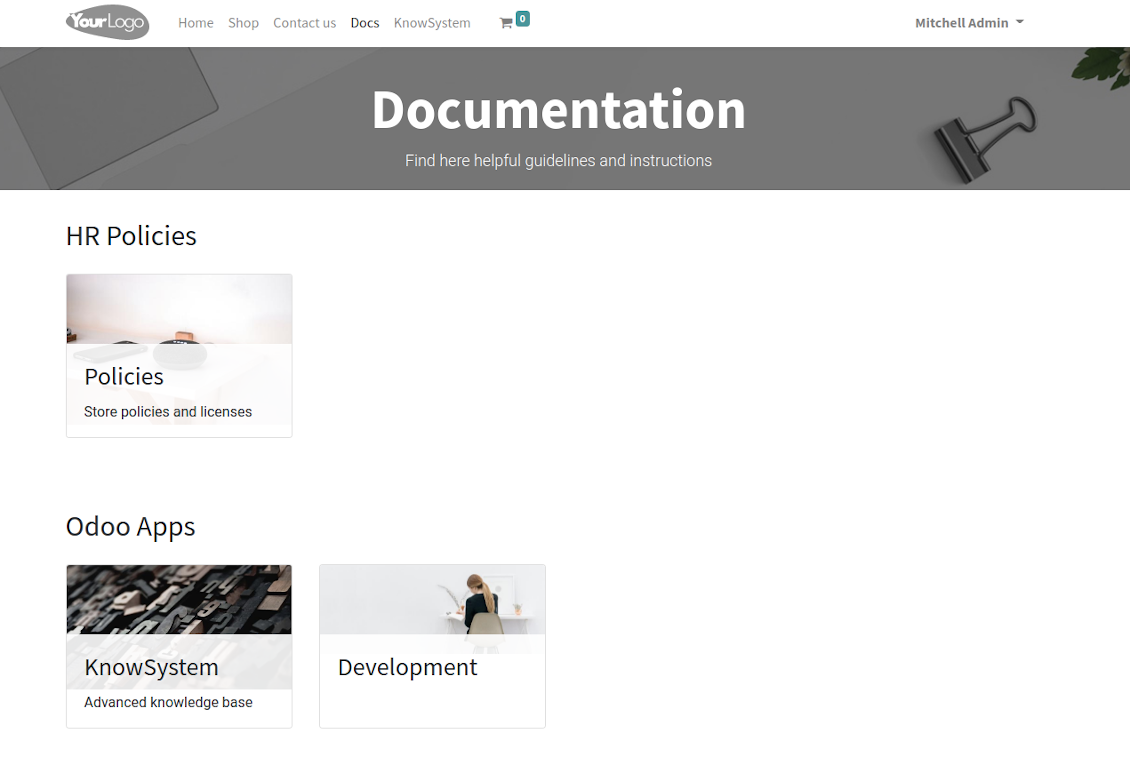 YourLogo
Home Shop Contact us Docs KnowSystem 0 Mitchell Admin
Documentation
Find here helpful guidelines and instructions
HR Policies
Policies
Store policies and licenses
Odoo Apps
KnowSystem Development
Advanced knowledge base